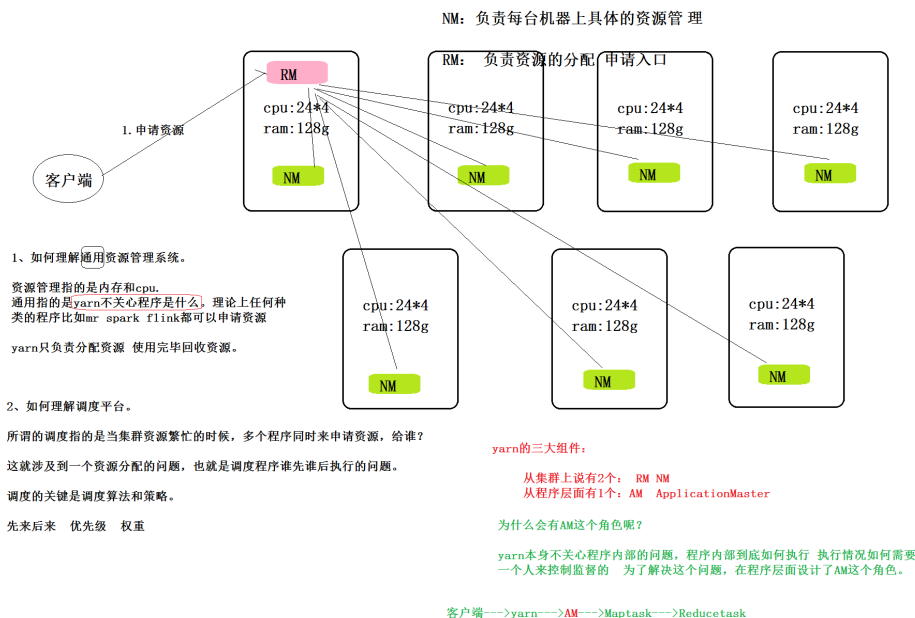 NM：负责每台机器上具体的资源管 理
RM： 负责资源的分配 申请入口
RM
cpu:24*4
ram:128g
NM
cpu:24*4
ram:128g
NM
cpu:24*4
ram:128g
NM
cpu:24*4
ram:128g
NM
1.申请资源
客户端
1、如何理解通用资源管理系统。
资源管理指的是内存和cpu.
通用指的是yarn不关心程序是什么。理论上任何种
类的程序比如mr spark flink都可以申请资源
yarn只负责分配资源 使用完毕回收资源。
cpu:24*4
ram:128g
NM
cpu:24*4
ram:128g
NM
cpu:24*4
ram:128g
NM
2、如何理解调度平台。
所谓的调度指的是当集群资源繁忙的时候，多个程序同时来申请资源，给谁？
这就涉及到一个资源分配的问题，也就是调度程序谁先谁后执行的问题。
调度的关键是调度算法和策略。
先来后来 优先级 权重
yarn的三大组件：
从集群上说有2个： RM NM
从程序层面有1个：AM ApplicationMaster
为什么会有AM这个角色呢？
yarn本身不关心程序内部的问题，程序内部到底如何执行 执行情况如何需要
一个人来控制监督的 为了解决这个问题，在程序层面设计了AM这个角色。
客户端--->yarn--->AM--->Maptask--->Reducetask